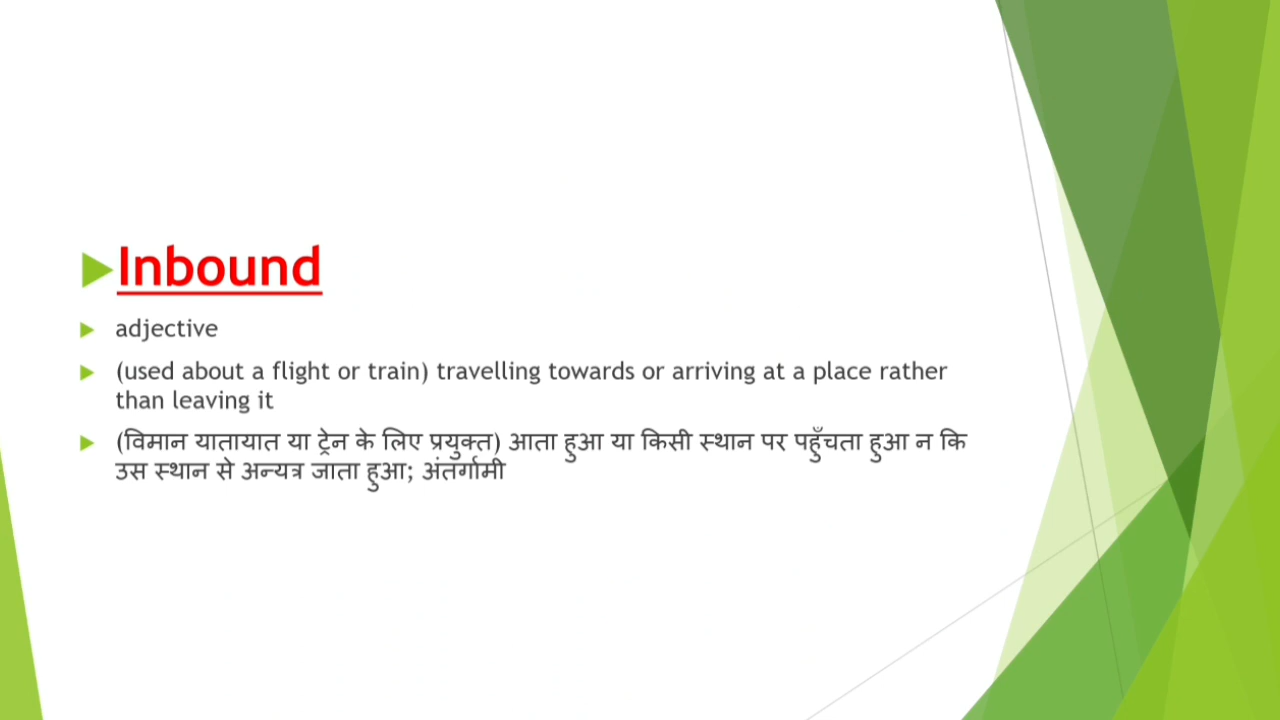 Inbound
adjective
(used about a flight or train) travelling towards or arriving at a place rather
than leaving it
(विमान यातायात या ट्रेन के लिए प्रयुक्त) आता हुआ या किसी स्थान पर पहुँचता हुआ न कि
उस स्थान से अन्यत्र जाता हुआ; अंतर्गामी